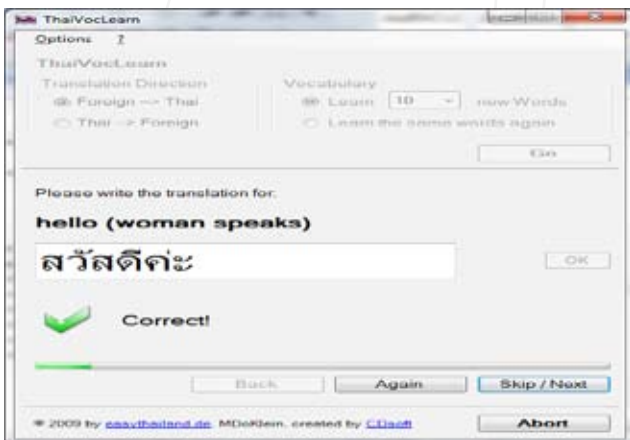 ThaiVocLearn
Options ?
ThaiVocLearn
Translation Direction Vocabulary
Foreign --> Thai Learn 10 new Words
Thai -> Foreign Learn the same words again
Go
Please write the translation for:
hello (woman speaks)
สวัสดีค่ะ OK
Correct!
Back Again Skip / Next
© 2009 by easythailand.de, MDoKlein, created by CDsoft Abort